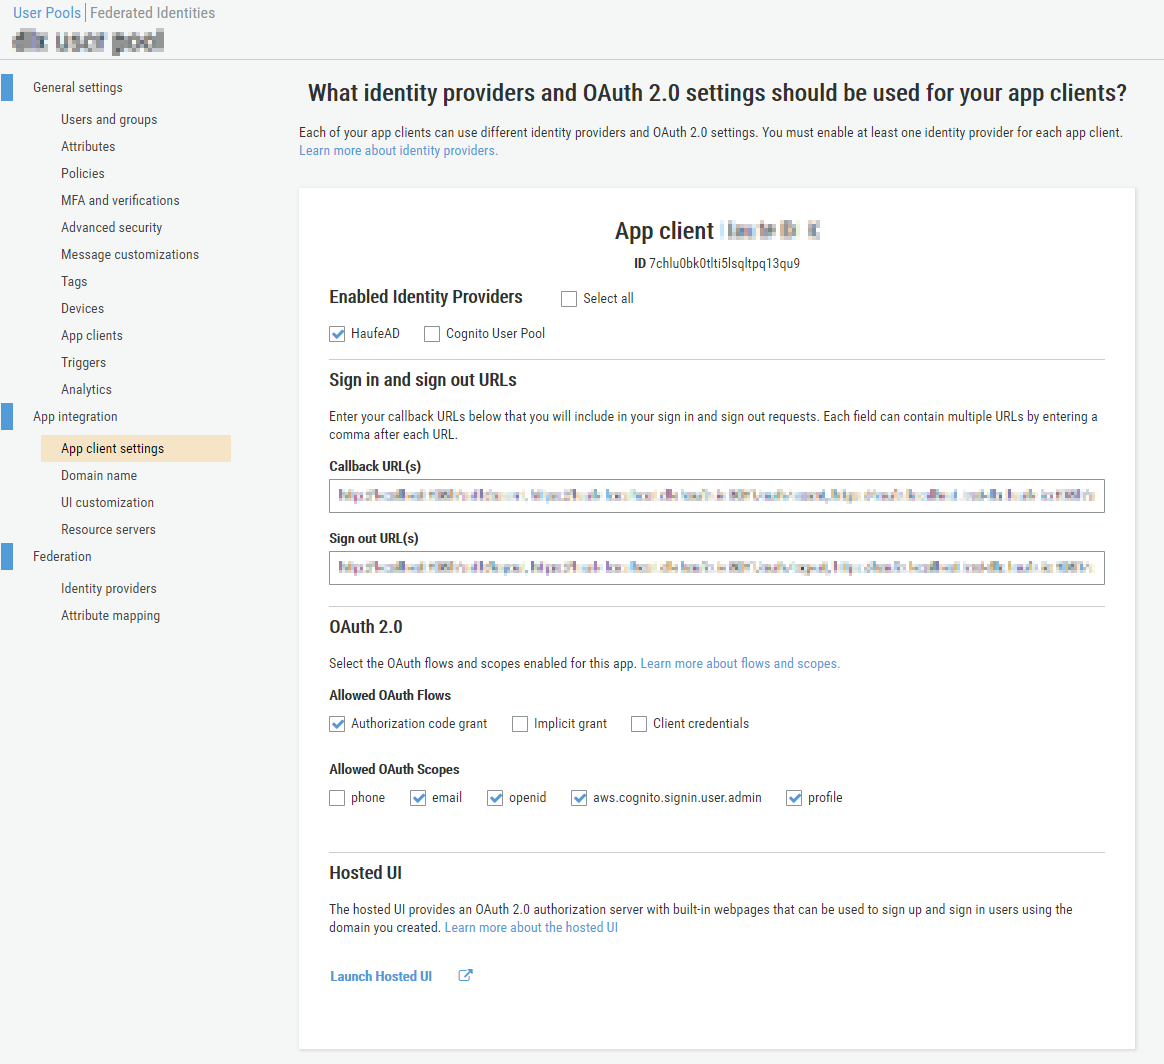 User Pools | Federated Identities
user pool
General settings
Users and groups
Attributes
Policies
MFA and verifications
Advanced security
Message customizations
Tags
Devices
App clients
Triggers
Analytics
App integration
App client settings
Domain name
UI customization
Resource servers
Federation
Identity providers
Attribute mapping
What identity providers and OAuth 2.0 settings should be used for your app clients?
Each of your app clients can use different identity providers and OAuth 2.0 settings. You must enable at least one identity provider for each app client.
Learn more about identity providers.
App client
ID 7chlu0bk0tlti5lsqltpq13qu9
Enabled Identity Providers Select all
HaufeAD Cognito User Pool
Sign in and sign out URLs
Enter your callback URLs below that you will include in your sign in and sign out requests. Each field can contain multiple URLs by entering a
comma after each URL.
Callback URL(s)
Sign out URL(s)
OAuth 2.0
Select the OAuth flows and scopes enabled for this app. Learn more about flows and scopes.
Allowed OAuth Flows
Authorization code grant Implicit grant Client credentials
Allowed OAuth Scopes
phone email openid aws.cognito.signin.user.admin profile
Hosted UI
The hosted UI provides an OAuth 2.0 authorization server with built-in webpages that can be used to sign up and sign in users using the
domain you created. Learn more about the hosted UI
Launch Hosted UI